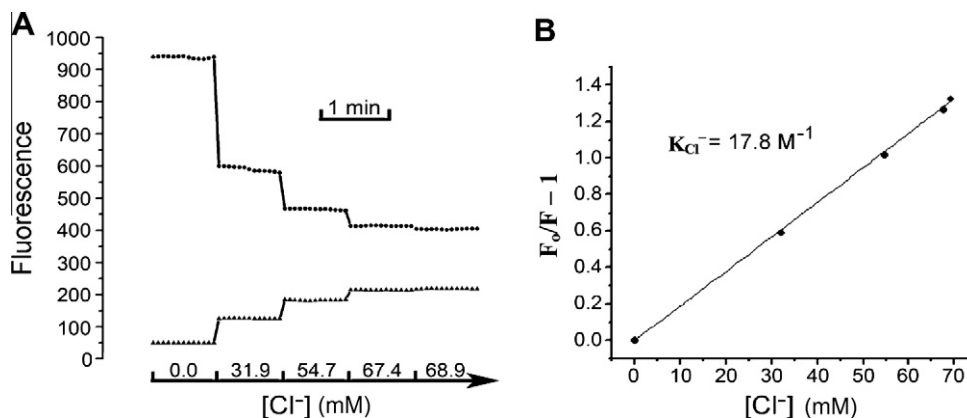 A
Fluorescence
1000
900
800
700
600
500
400
300
200
100
0
1 min
0.0 31.9 54.7 67.4 68.9
[Cl⁻] (mM)
B
F₀/F – 1
1.4
1.2
1.0
0.8
0.6
0.4
0.2
0.0
K_Cl⁻ = 17.8 M⁻¹
0 10 20 30 40 50 60 70
[Cl⁻] (mM)